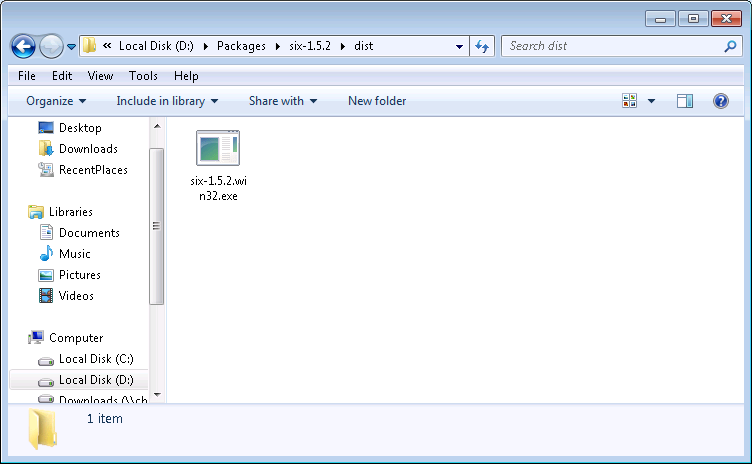 « Local Disk (D:) Packages six-1.5.2 dist Search dist
File Edit View Tools Help
Organize Include in library Share with New folder
Desktop
Downloads
RecentPlaces
Libraries
Documents
Music
Pictures
Videos
Computer
Local Disk (C:)
Local Disk (D:)
Downloads (\\ch
six-1.5.2.wi
n32.exe
1 item